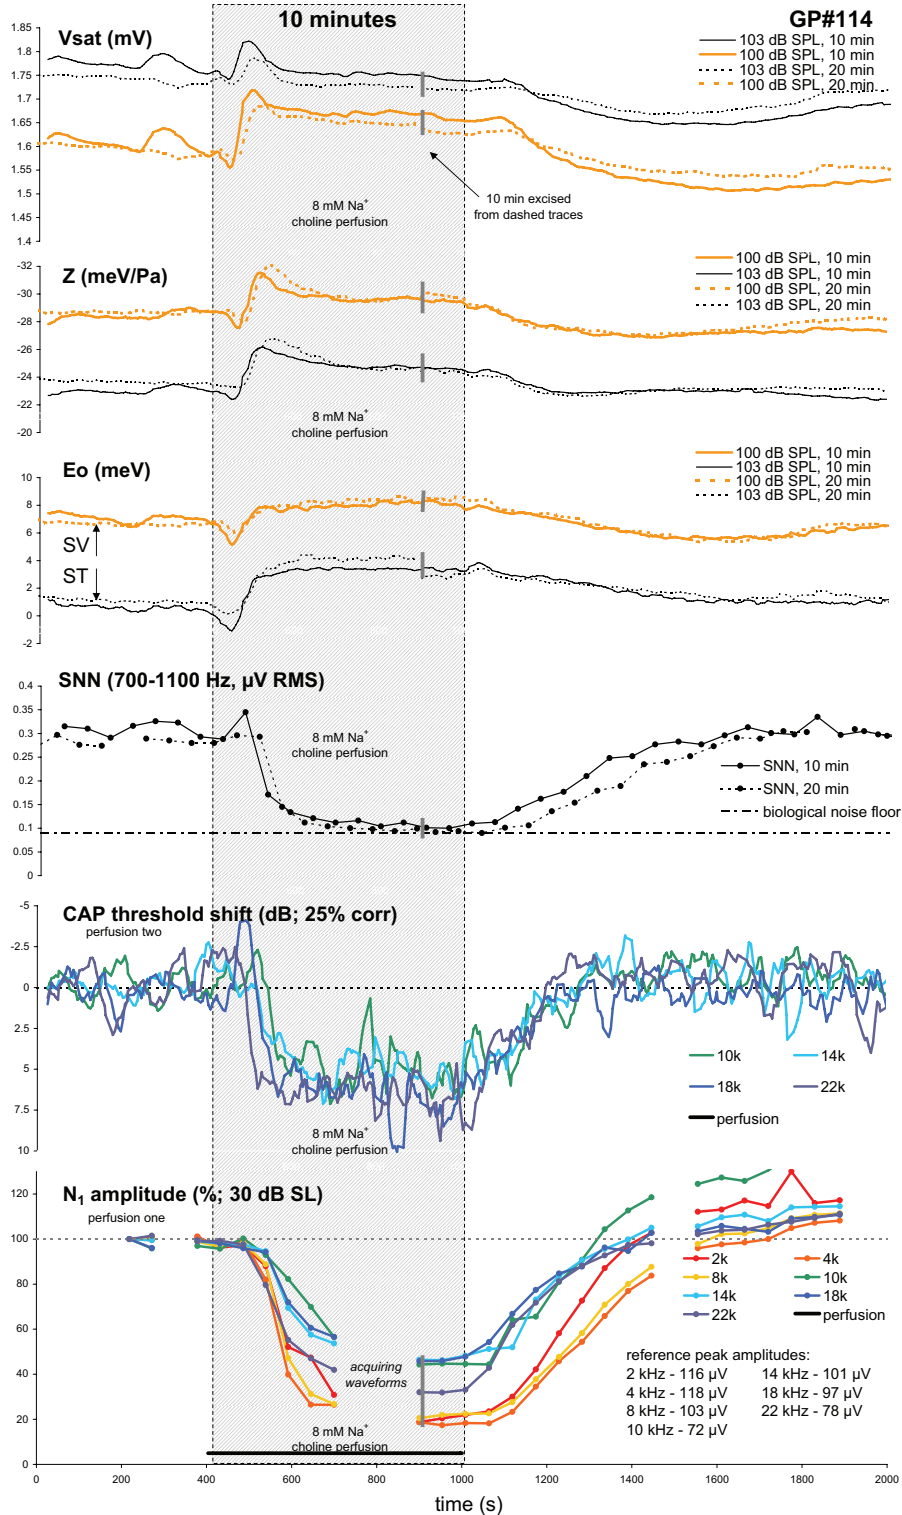 10 minutes
GP#114
Vsat (mV)
1.85
1.8
1.75
1.7
1.65
1.6
1.55
1.5
1.45
1.4
103 dB SPL, 10 min
100 dB SPL, 10 min
103 dB SPL, 20 min
100 dB SPL, 20 min
10 min excised
from dashed traces
8 mM Na⁺
choline perfusion
Z (meV/Pa)
-32
-30
-28
-26
-24
-22
-20
100 dB SPL, 10 min
103 dB SPL, 10 min
100 dB SPL, 20 min
103 dB SPL, 20 min
8 mM Na⁺
choline perfusion
Eo (meV)
10
8
6
4
2
0
-2
SV
ST
100 dB SPL, 10 min
103 dB SPL, 10 min
100 dB SPL, 20 min
103 dB SPL, 20 min
SNN (700-1100 Hz, µV RMS)
0.4
0.35
0.3
0.25
0.2
0.15
0.1
0.05
0
8 mM Na⁺
choline perfusion
SNN, 10 min
SNN, 20 min
biological noise floor
CAP threshold shift (dB; 25% corr)
perfusion two
-5
-2.5
0
2.5
5
7.5
10
10k
14k
18k
22k
perfusion
8 mM Na⁺
choline perfusion
N₁ amplitude (%; 30 dB SL)
perfusion one
120
100
80
60
40
20
0
acquiring
waveforms
8 mM Na⁺
choline perfusion
2k
4k
8k
10k
14k
18k
22k
perfusion
reference peak amplitudes:
2 kHz - 116 µV
14 kHz - 101 µV
4 kHz - 118 µV
18 kHz - 97 µV
8 kHz - 103 µV
22 kHz - 78 µV
10 kHz - 72 µV
0
200
400
600
800
1000
1200
1400
1600
1800
2000
time (s)